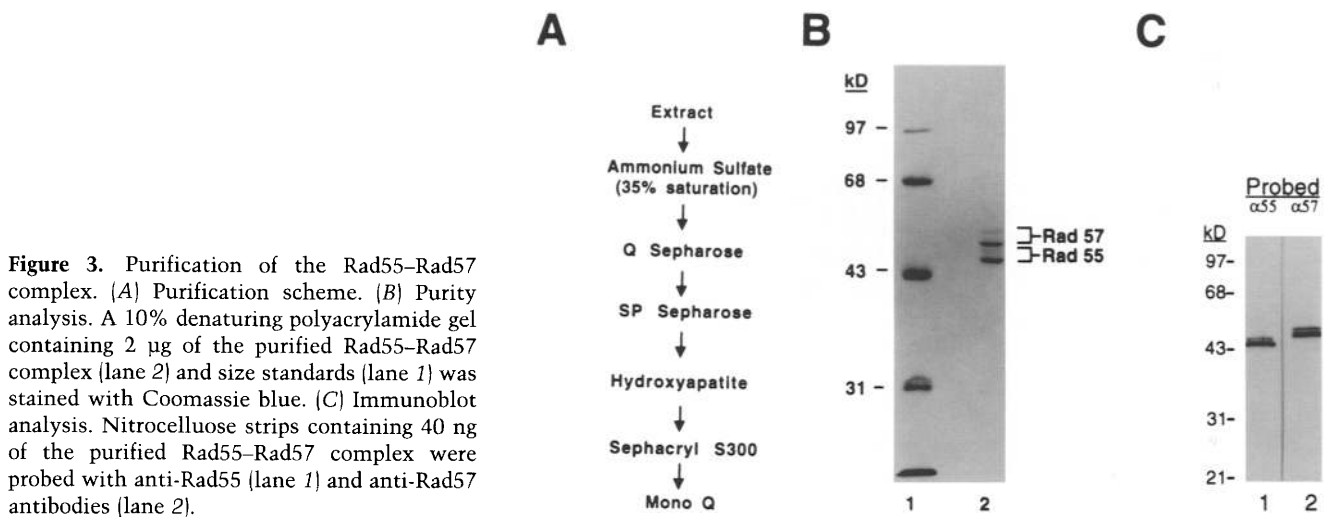 Figure 3. Purification of the Rad55–Rad57
complex. (A) Purification scheme. (B) Purity
analysis. A 10% denaturing polyacrylamide gel
containing 2 μg of the purified Rad55–Rad57
complex (lane 2) and size standards (lane 1) was
stained with Coomassie blue. (C) Immunoblot
analysis. Nitrocelluose strips containing 40 ng
of the purified Rad55–Rad57 complex were
probed with anti-Rad55 (lane 1) and anti-Rad57
antibodies (lane 2).
A
Extract
Ammonium Sulfate
(35% saturation)
Q Sepharose
SP Sepharose
Hydroxyapatite
Sephacryl S300
Mono Q
B
kD
97
68
43
31
Rad 57
Rad 55
1 2
C
Probed
α55 α57
kD
97
68
43
31
21
1 2